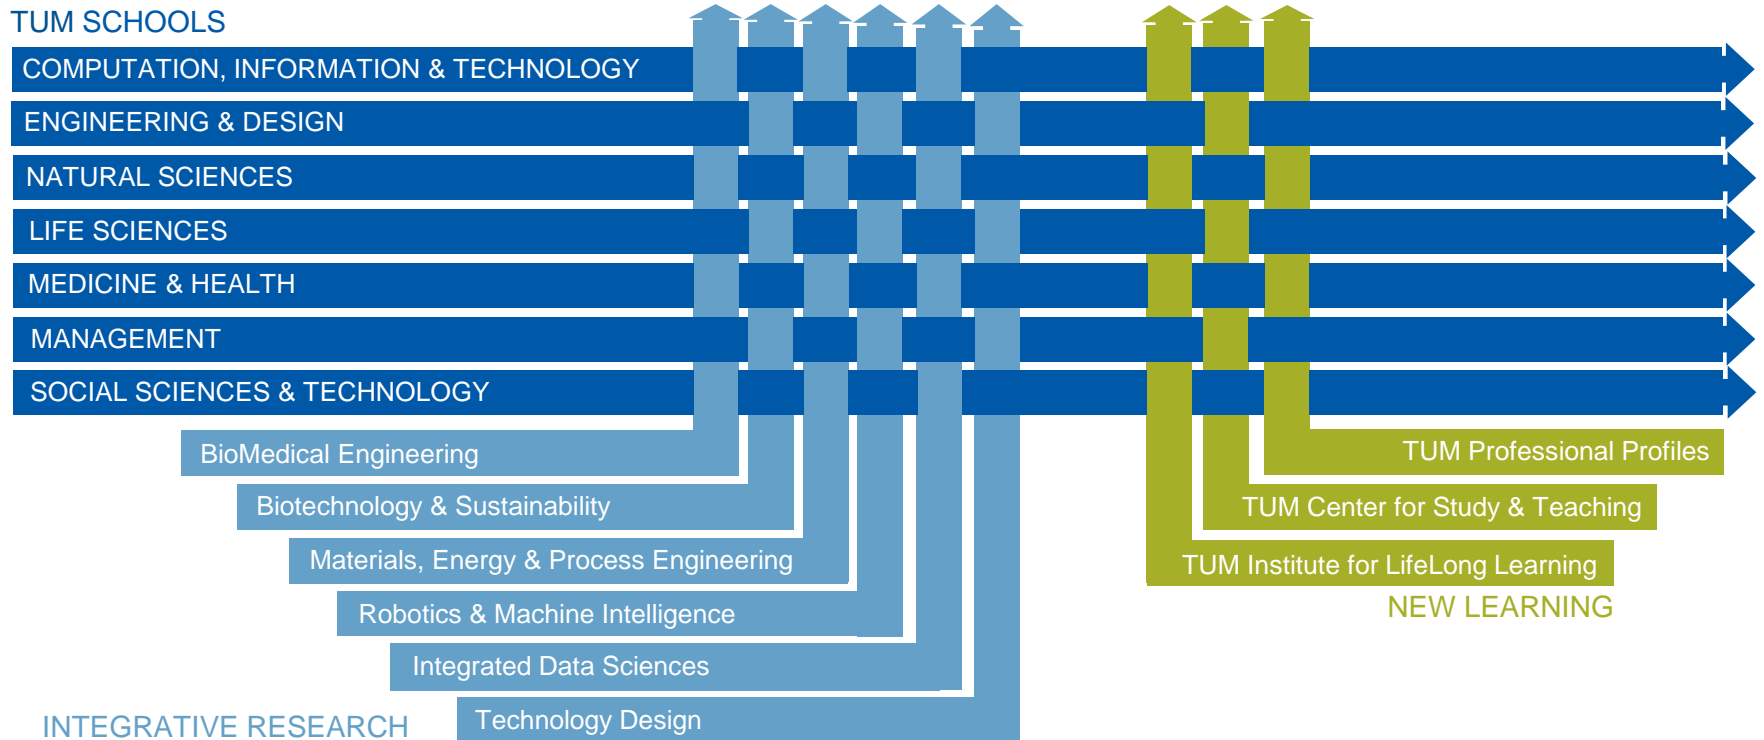 TUM SCHOOLS
COMPUTATION, INFORMATION & TECHNOLOGY
ENGINEERING & DESIGN
NATURAL SCIENCES
LIFE SCIENCES
MEDICINE & HEALTH
MANAGEMENT
SOCIAL SCIENCES & TECHNOLOGY
BioMedical Engineering
Biotechnology & Sustainability
Materials, Energy & Process Engineering
Robotics & Machine Intelligence
Integrated Data Sciences
Technology Design
INTEGRATIVE RESEARCH
TUM Professional Profiles
TUM Center for Study & Teaching
TUM Institute for LifeLong Learning
NEW LEARNING